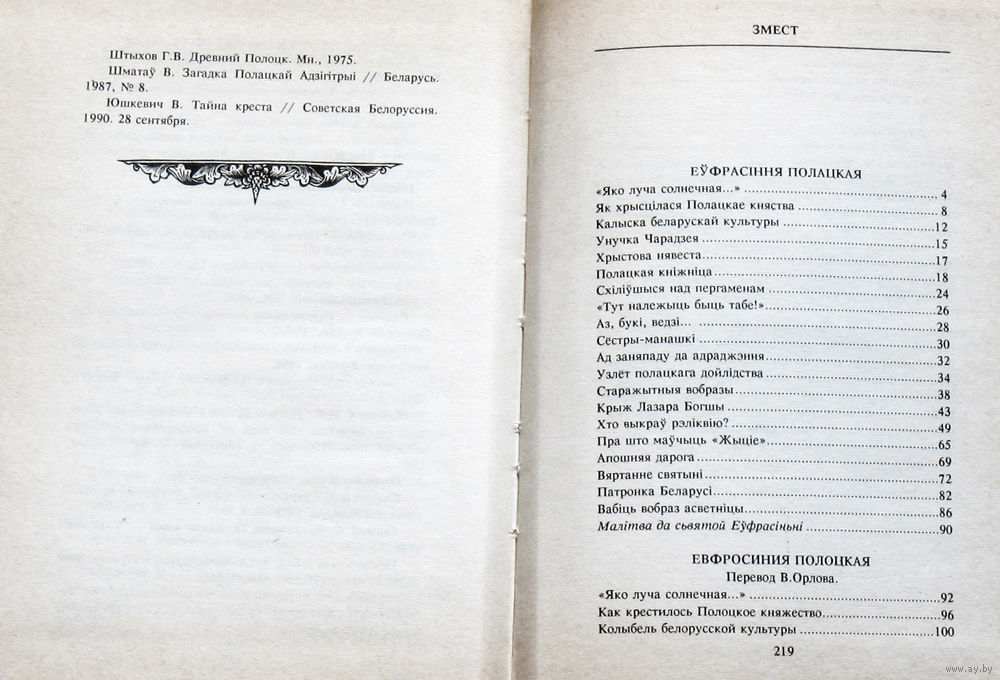 Штыхов Г.В. Древний Полоцк. Мн., 1975.
Шматаў В. Загадка Полацкай Адзігітрыі // Беларусь.
1987, № 8.
Юшкевич В. Тайна креста // Советская Белоруссия.
1990. 28 сентября.
ЗМЕСТ
ЕЎФРАСІННЯ ПОЛАЦКАЯ
«Яко луча солнечная...» 4
Як хрысцілася Полацкае княства 8
Калыска беларускай культуры 12
Унучка Чарадзея 15
Хрыстова нявеста 17
Полацкая кніжніца 18
Схіліўшыся над пергаменам 24
«Тут належыць быць табе!» 26
Аз, букі, ведзі... 28
Сёстры-манашкі 30
Ад заняпаду да адраджэння 32
Узлёт полацкага дойлідства 34
Старажытныя вобразы 38
Крыж Лазара Богшы 43
Хто выкраў рэліквію? 49
Пра што маўчыць «Жыціе» 65
Апошняя дарога 69
Вяртанне святыні 72
Патронка Беларусі 82
Вабіць вобраз асветніцы 86
Малітва да сьвятой Еўфрасіньні 90
ЕВФРОСИНИЯ ПОЛОЦКАЯ
Перевод В.Орлова.
«Яко луча солнечная...» 92
Как крестилось Полоцкое княжество 96
Колыбель белорусской культуры 100
219
www.ay.by